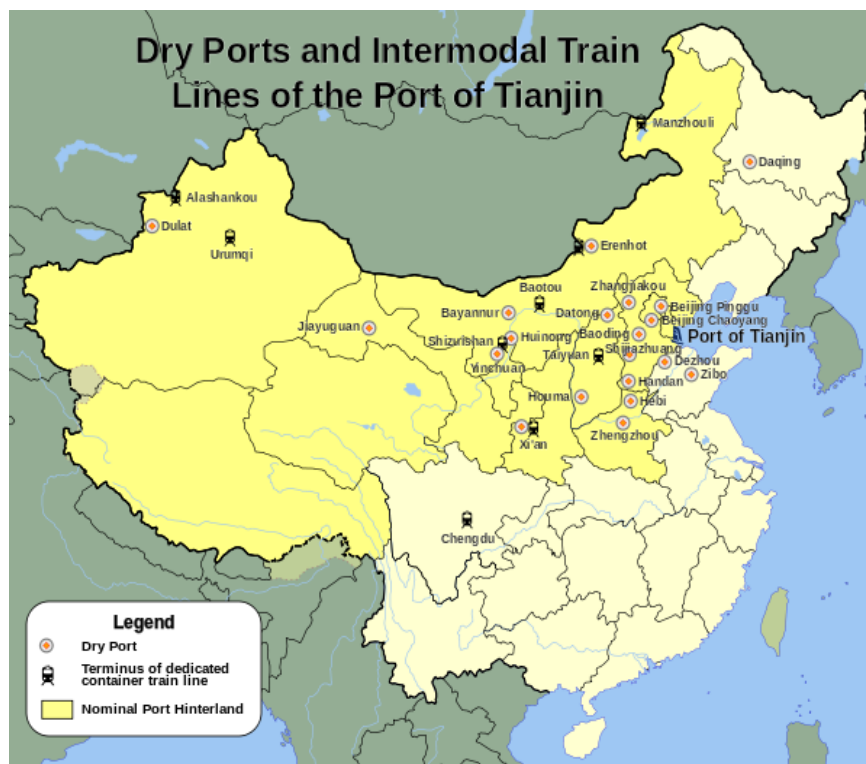 Dry Ports and Intermodal Train
Lines of the Port of Tianjin
Manzhouli
Daqing
Alashankou
Dulat
Urumqi
Erenhot
Baotou
Zhangjiakou
Bayannur
Datong
Beijing Pinggu
Beijing Chaoyang
Jiayuguan
Shizuishan
Huinong
Baoding
Port of Tianjin
Yinchuan
Taiyuan
Shijiazhuang
Dezhou
Zibo
Handan
Houma
Hebi
Xi'an
Zhengzhou
Chengdu
Legend
Dry Port
Terminus of dedicated
container train line
Nominal Port Hinterland